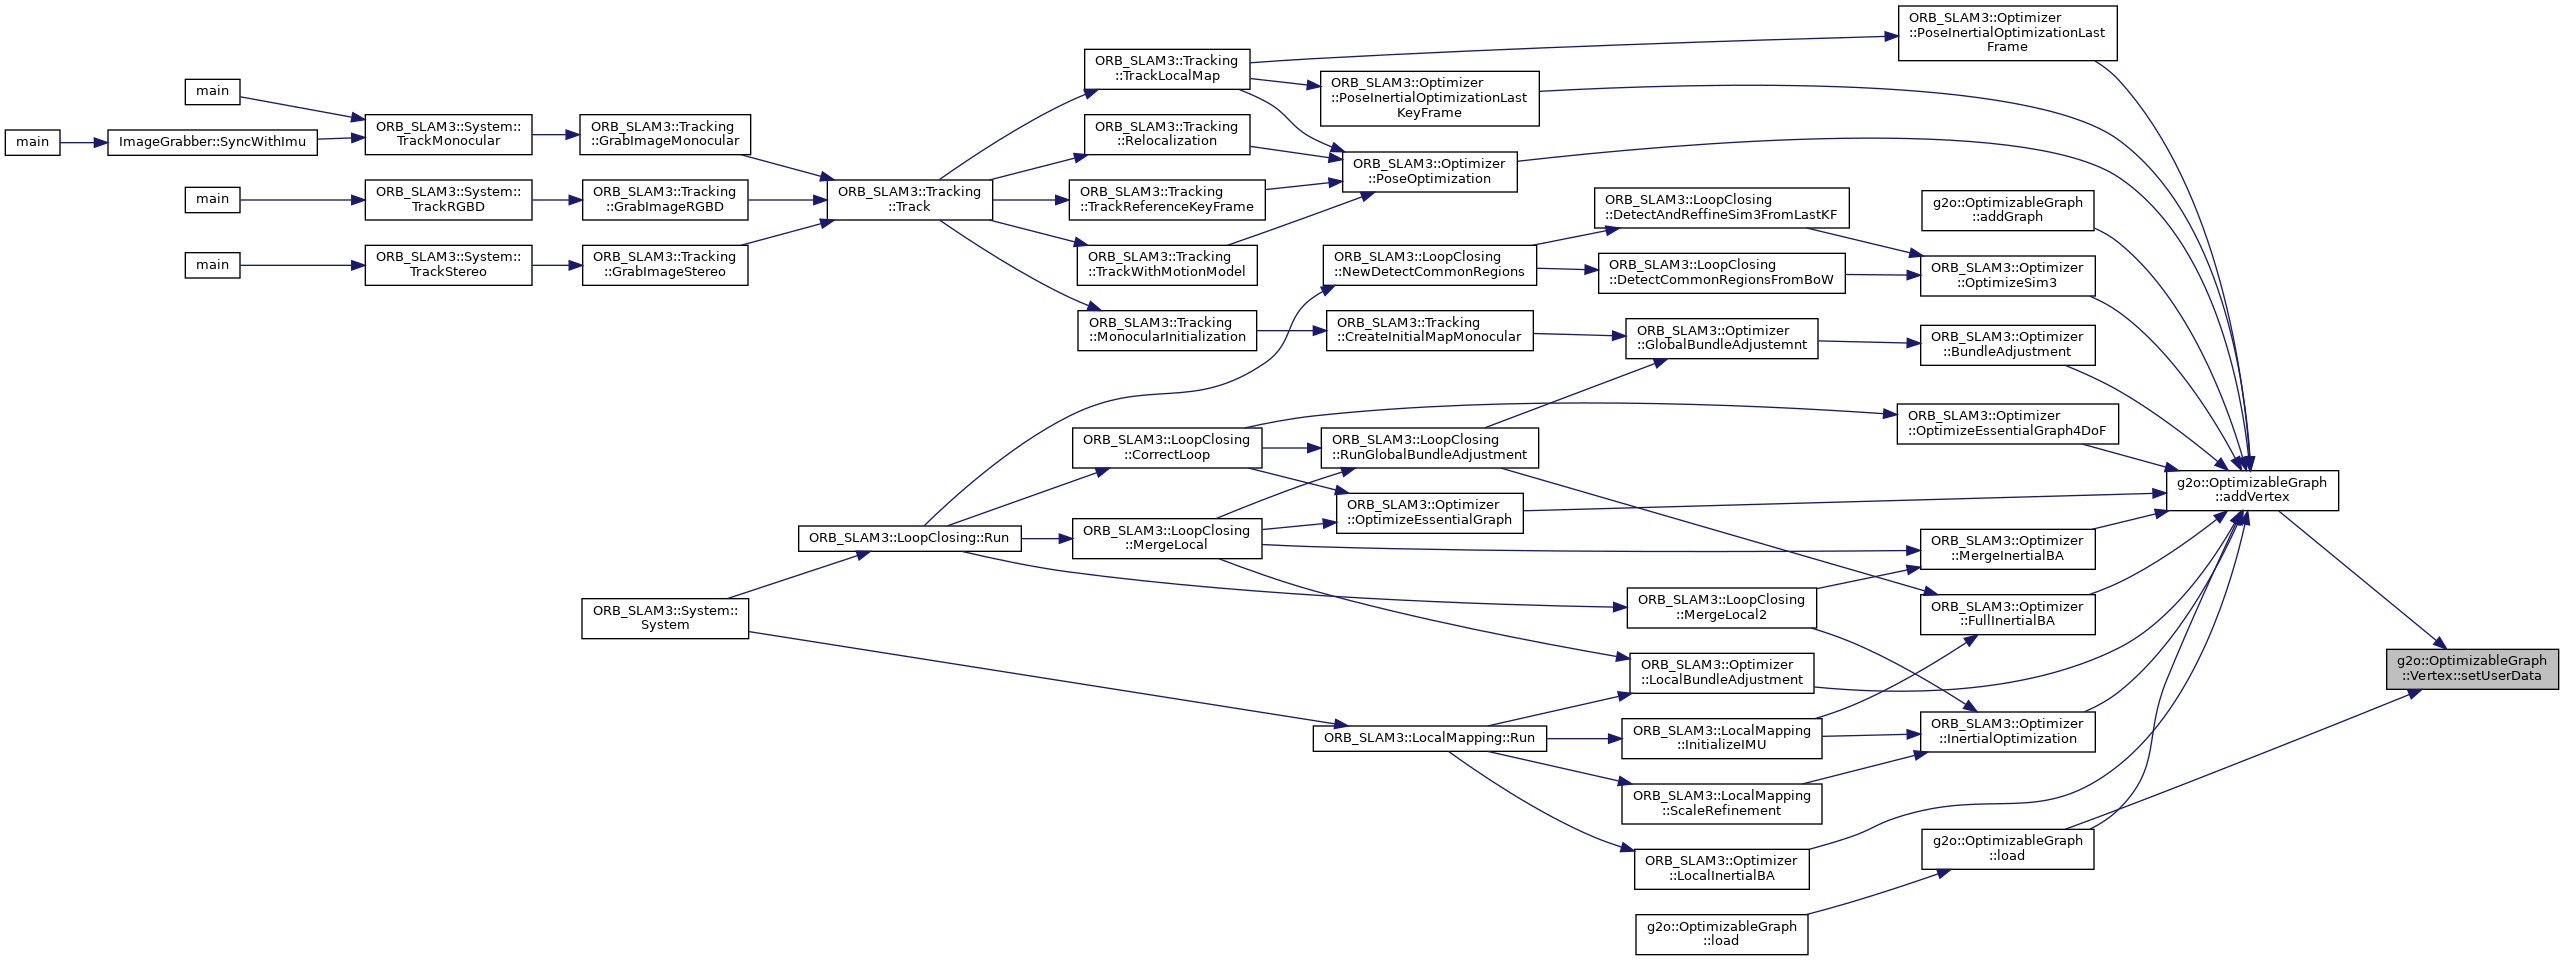 main
ImageGrabber::SyncWithImu
main
main
main
ORB_SLAM3::System::
TrackMonocular
ORB_SLAM3::System::
TrackRGBD
ORB_SLAM3::System::
TrackStereo
ORB_SLAM3::Tracking
::GrabImageMonocular
ORB_SLAM3::Tracking
::GrabImageRGBD
ORB_SLAM3::Tracking
::GrabImageStereo
ORB_SLAM3::System::
System
ORB_SLAM3::Tracking
::Track
ORB_SLAM3::LoopClosing::Run
ORB_SLAM3::Tracking
::TrackLocalMap
ORB_SLAM3::Tracking
::Relocalization
ORB_SLAM3::Tracking
::TrackReferenceKeyFrame
ORB_SLAM3::Tracking
::TrackWithMotionModel
ORB_SLAM3::Tracking
::MonocularInitialization
ORB_SLAM3::LoopClosing
::CorrectLoop
ORB_SLAM3::LoopClosing
::MergeLocal
ORB_SLAM3::Optimizer
::PoseInertialOptimizationLast
KeyFrame
ORB_SLAM3::Optimizer
::PoseOptimization
ORB_SLAM3::LoopClosing
::NewDetectCommonRegions
ORB_SLAM3::Tracking
::CreateInitialMapMonocular
ORB_SLAM3::LoopClosing
::RunGlobalBundleAdjustment
ORB_SLAM3::Optimizer
::OptimizeEssentialGraph
ORB_SLAM3::LocalMapping::Run
ORB_SLAM3::LoopClosing
::DetectAndReffineSim3FromLastKF
ORB_SLAM3::LoopClosing
::DetectCommonRegionsFromBoW
ORB_SLAM3::Optimizer
::GlobalBundleAdjustemnt
ORB_SLAM3::LoopClosing
::MergeLocal2
ORB_SLAM3::Optimizer
::LocalBundleAdjustment
ORB_SLAM3::LocalMapping
::InitializeIMU
ORB_SLAM3::LocalMapping
::ScaleRefinement
ORB_SLAM3::Optimizer
::LocalInertialBA
g2o::OptimizableGraph
::load
ORB_SLAM3::Optimizer
::PoseInertialOptimizationLast
Frame
g2o::OptimizableGraph
::addGraph
ORB_SLAM3::Optimizer
::OptimizeSim3
ORB_SLAM3::Optimizer
::BundleAdjustment
ORB_SLAM3::Optimizer
::OptimizeEssentialGraph4DoF
ORB_SLAM3::Optimizer
::MergeInertialBA
ORB_SLAM3::Optimizer
::FullInertialBA
ORB_SLAM3::Optimizer
::InertialOptimization
g2o::OptimizableGraph
::load
g2o::OptimizableGraph
::addVertex
g2o::OptimizableGraph
::Vertex::setUserData